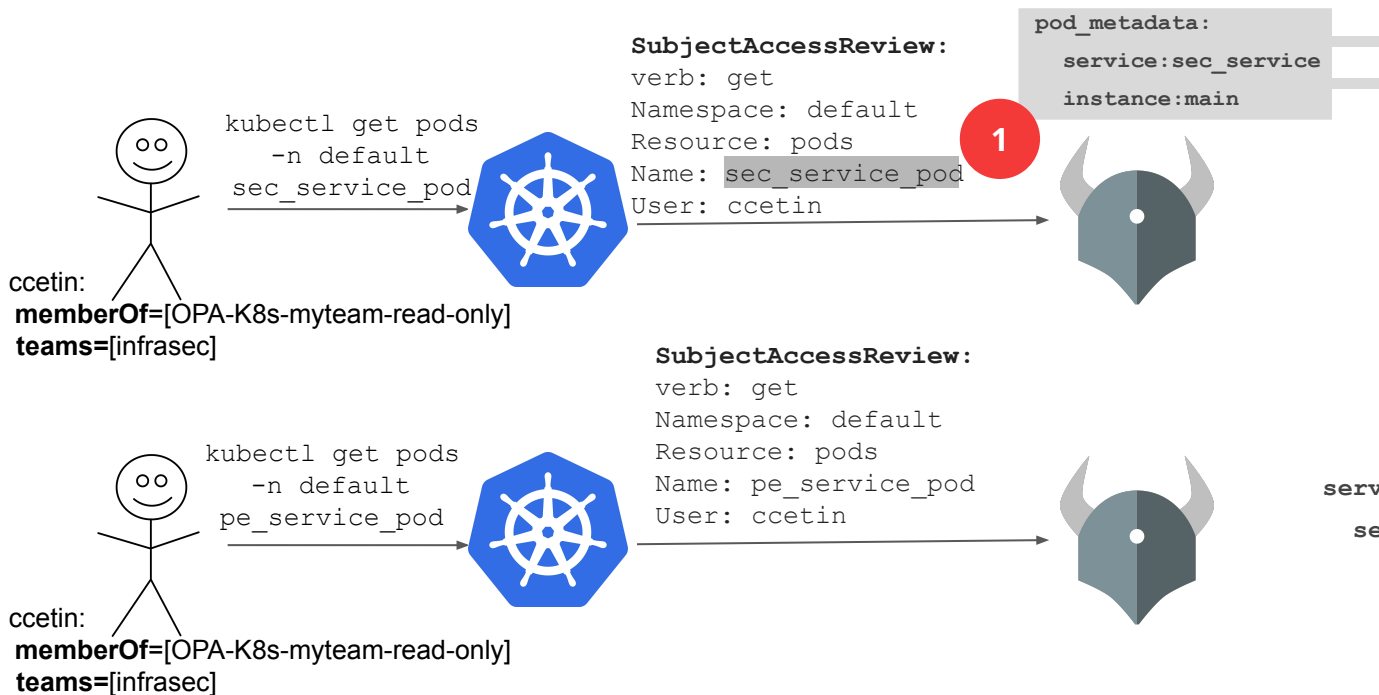 pod_metadata:
service:sec_service
instance:main
SubjectAccessReview:
verb: get
Namespace: default
Resource: pods
Name: sec_service_pod
User: ccetin
1
kubectl get pods
-n default
sec_service_pod
ccetin:
memberOf=[OPA-K8s-myteam-read-only]
teams=[infrasec]
SubjectAccessReview:
verb: get
Namespace: default
Resource: pods
Name: pe_service_pod
User: ccetin
kubectl get pods
-n default
pe_service_pod
serv
se
ccetin:
memberOf=[OPA-K8s-myteam-read-only]
teams=[infrasec]